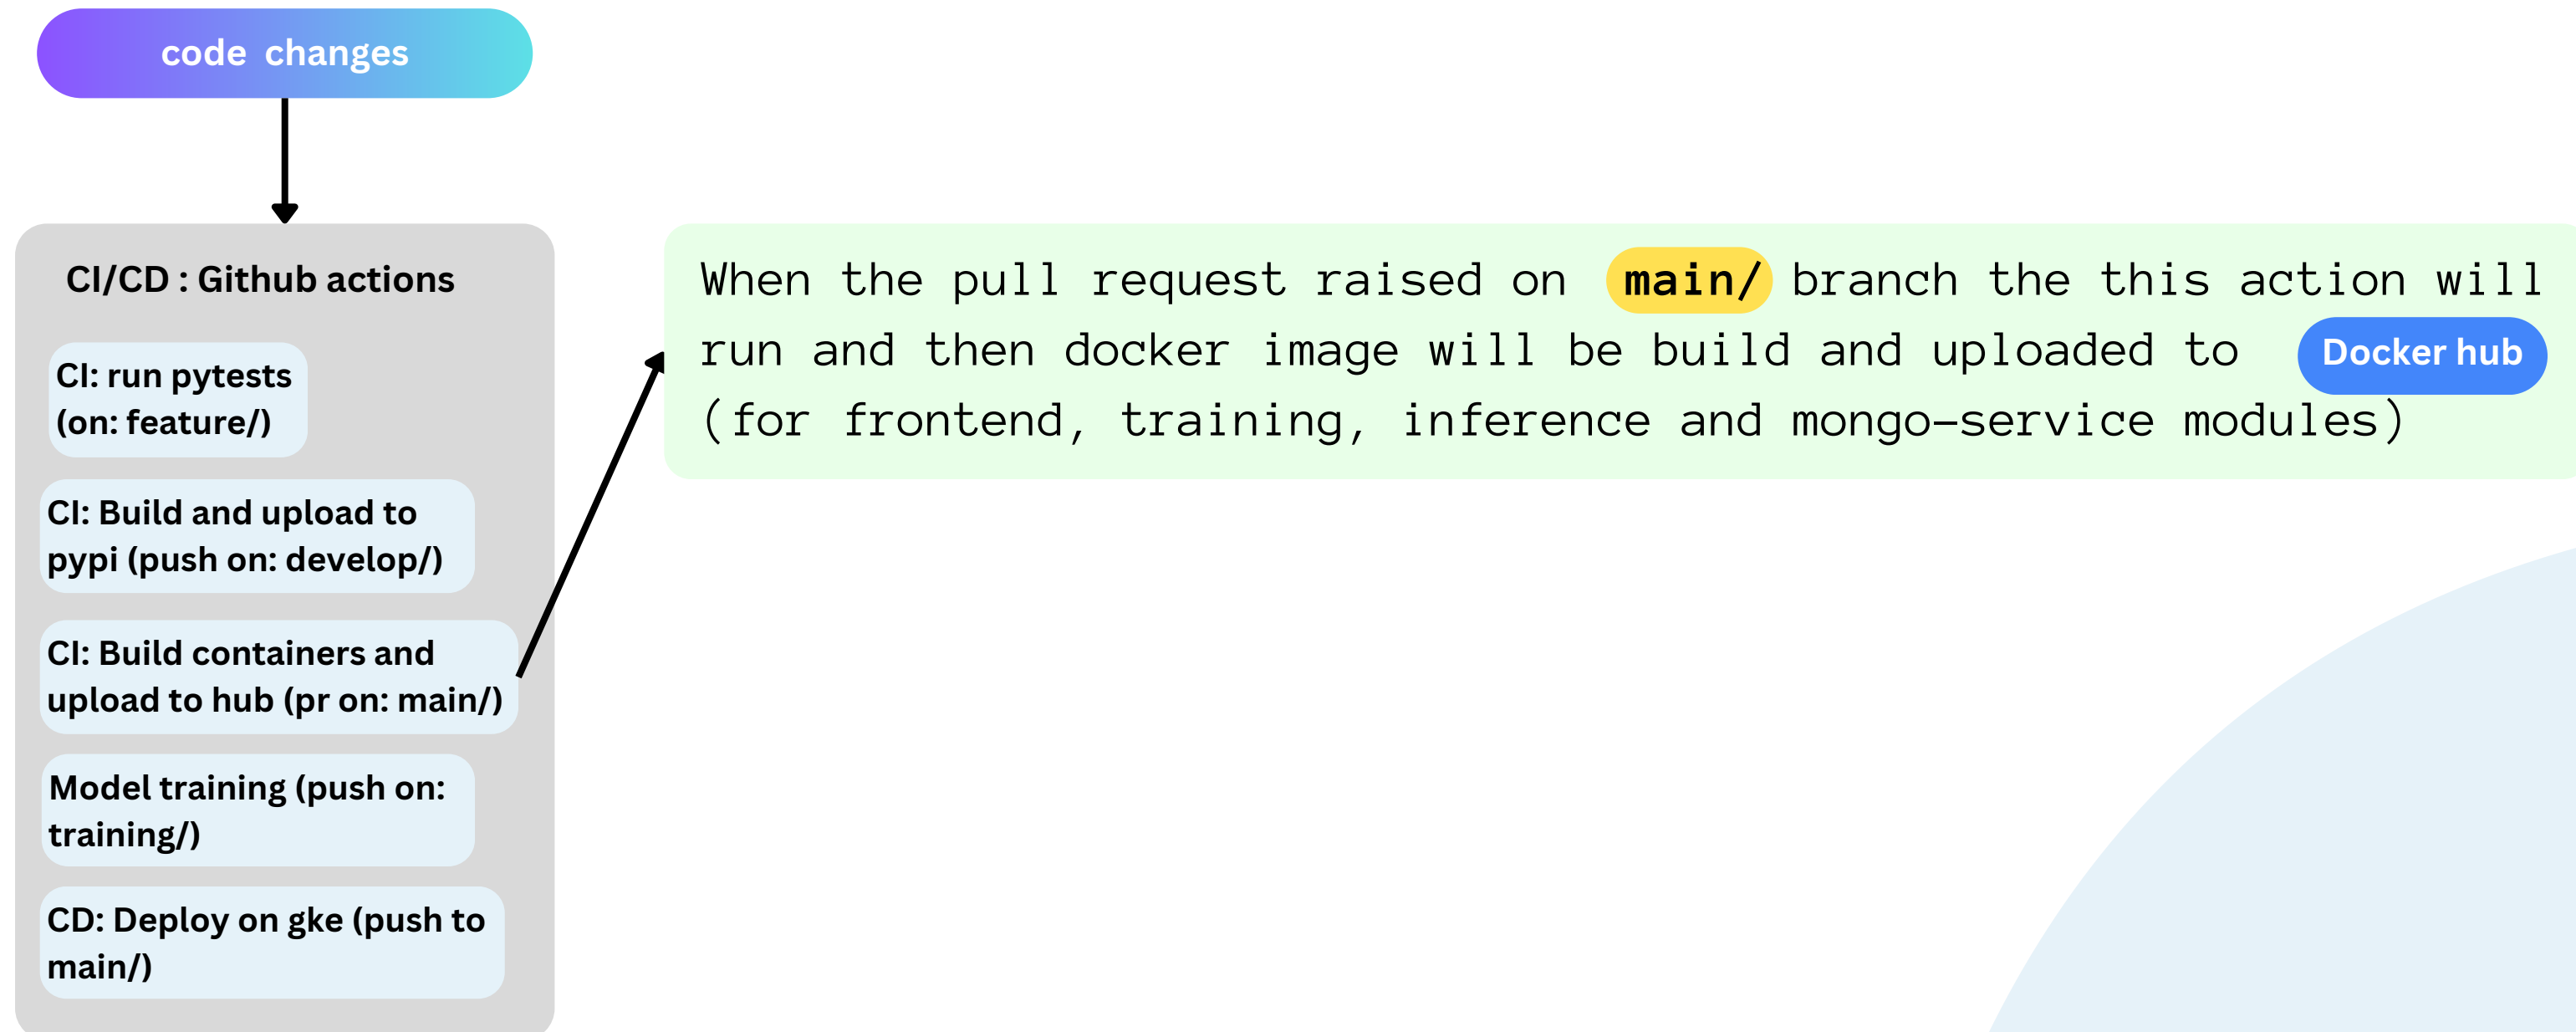 code changes
CI/CD : Github actions
CI: run pytests
(on: feature/)
CI: Build and upload to
pypi (push on: develop/)
CI: Build containers and
upload to hub (pr on: main/)
Model training (push on:
training/)
CD: Deploy on gke (push to
main/)
When the pull request raised on main/ branch the this action will
run and then docker image will be build and uploaded to Docker hub
(for frontend, training, inference and mongo-service modules)